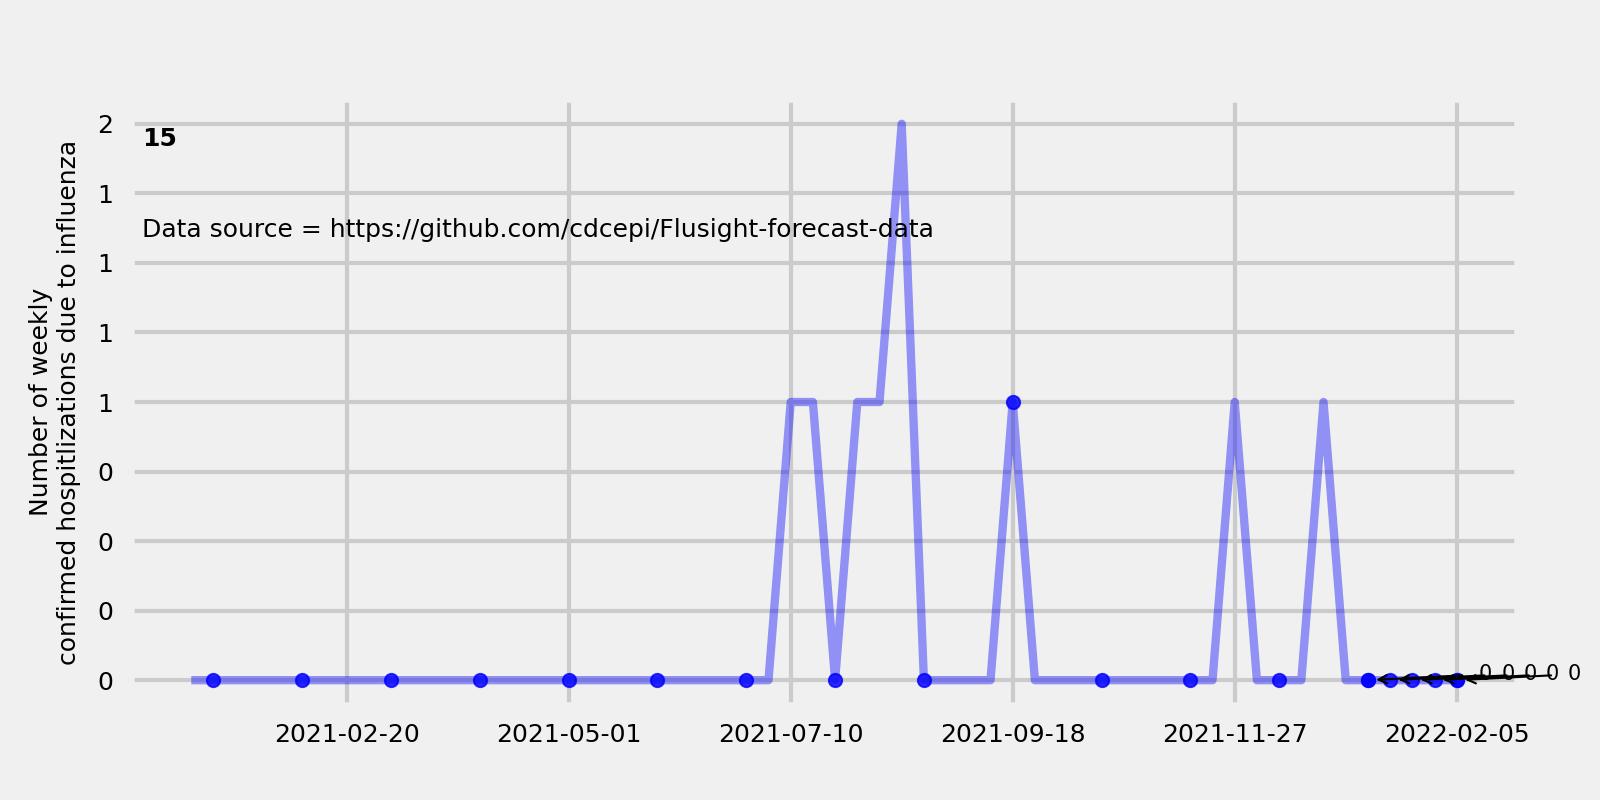 2
15
1
Data source = https://github.com/cdcepi/Flusight-forecast-data
1
1
1
0
0
0
0
Number of weekly
confirmed hospitlizations due to influenza
0 0 0 0 0
2021-02-20 2021-05-01 2021-07-10 2021-09-18 2021-11-27 2022-02-05